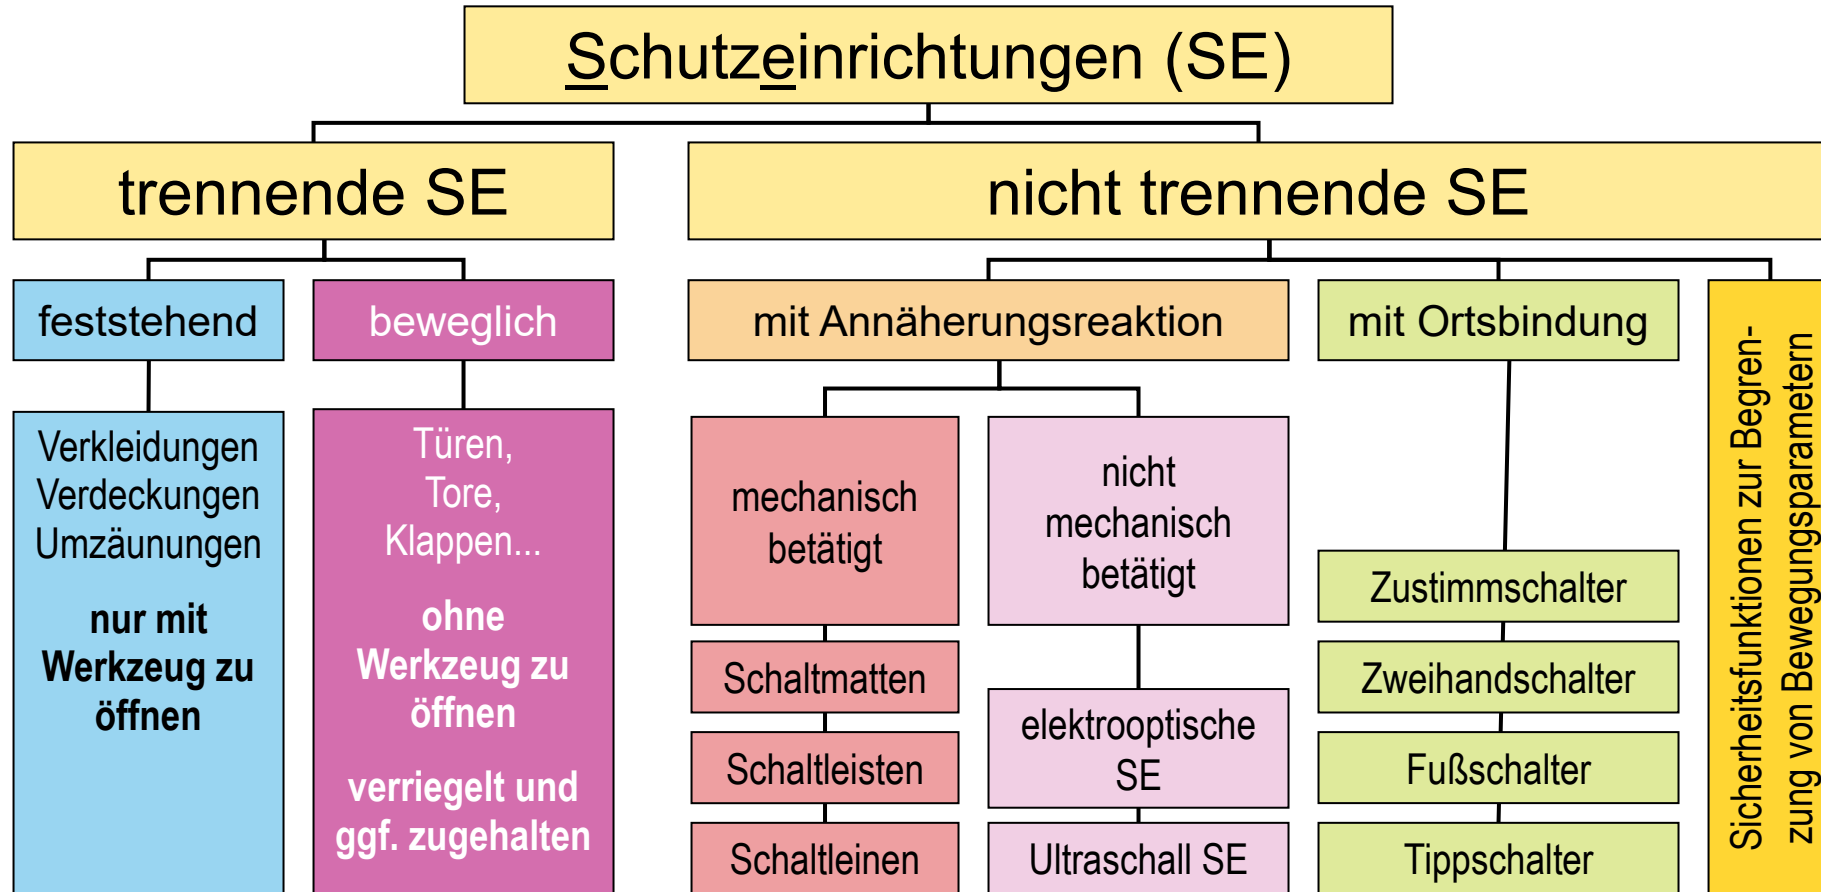 Schutzeinrichtungen (SE)
trennende SE
nicht trennende SE
feststehend
beweglich
mit Annäherungsreaktion
mit Ortsbindung
Sicherheitsfunktionen zur Begren-
zung von Bewegungsparametern
Verkleidungen
Verdeckungen
Umzäunungen
nur mit
Werkzeug zu
öffnen
Türen,
Tore,
Klappen...
ohne
Werkzeug zu
öffnen
verriegelt und
ggf. zugehalten
mechanisch
betätigt
Schaltmatten
Schaltleisten
Schaltleinen
nicht
mechanisch
betätigt
elektrooptische
SE
Ultraschall SE
Zustimmschalter
Zweihandschalter
Fußschalter
Tippschalter